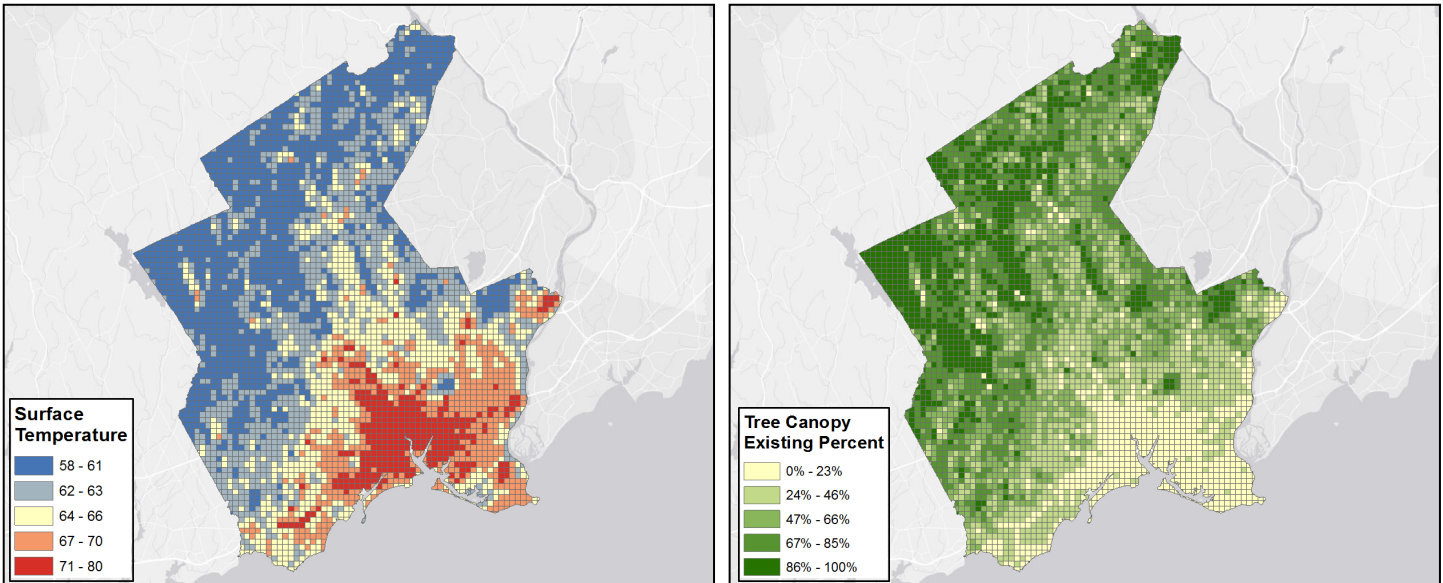 Surface
Temperature
58 - 61
62 - 63
64 - 66
67 - 70
71 - 80
Tree Canopy
Existing Percent
0% - 23%
24% - 46%
47% - 66%
67% - 85%
86% - 100%